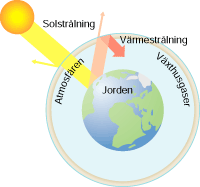 Solstrålning
Värmestrålning
Atmosfären
Växthusgaser
Jorden